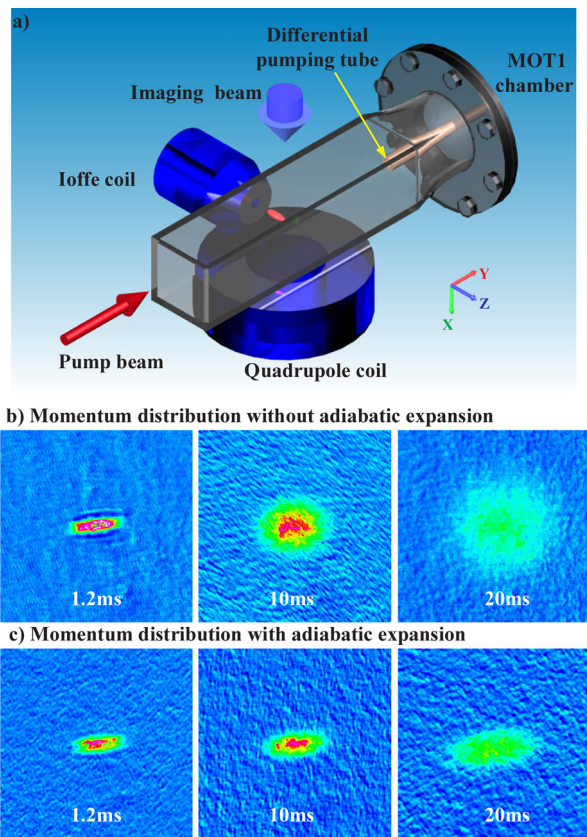 a)
Differential
pumping tube
MOT1
chamber
Imaging beam
Ioffe coil
Y
Z
X
Pump beam
Quadrupole coil
b) Momentum distribution without adiabatic expansion
1.2ms
10ms
20ms
c) Momentum distribution with adiabatic expansion
1.2ms
10ms
20ms